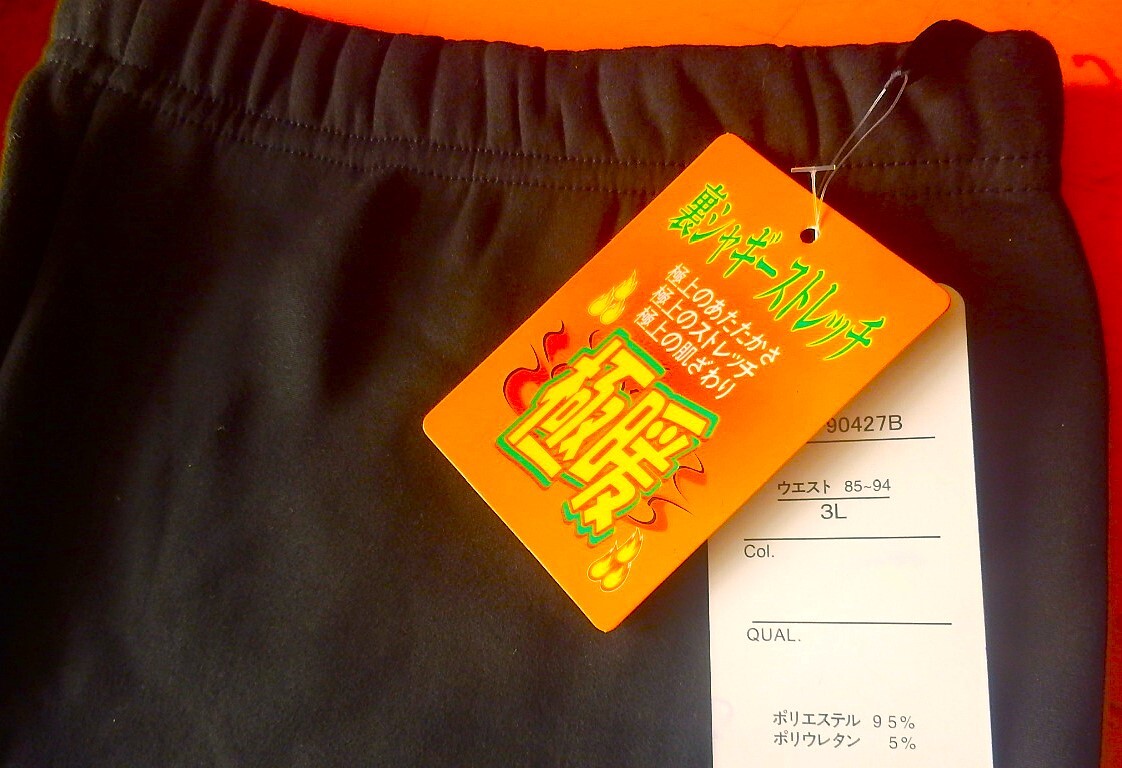 裏シャギーストレッチ
極上のあたたかさ
極上のストレッチ
極上の肌ざわり
極暖
90427B
ウエスト 85~94
3L
Col.
QUAL.
ポリエステル 95%
ポリウレタン 5%